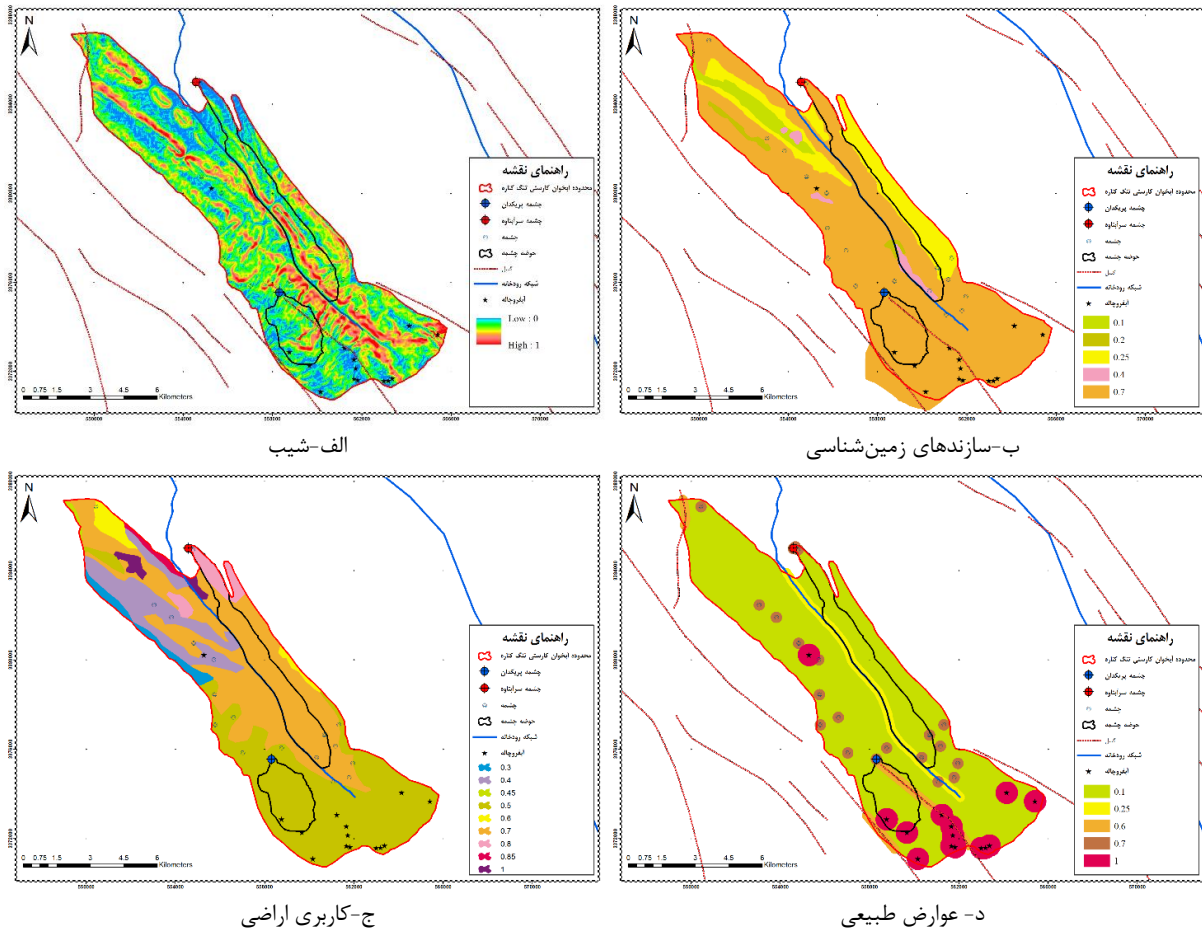 N
راهنمای نقشه
محدوده آبخوان کارستی تنگ کناره
چشمه پریکدان
چشمه سرابناوه
چشمه
حوضه چشمه
گسل
شبکه رودخانه
آبفروچاله
Low : 0
High : 1
0 0.75 1.5 3 4.5 6
Kilometers
الف-شیب
N
راهنمای نقشه
محدوده آبخوان کارستی تنگ کناره
چشمه پریکدان
چشمه سرابناوه
چشمه
حوضه چشمه
گسل
شبکه رودخانه
آبفروچاله
0.1
0.2
0.25
0.4
0.7
0 0.75 1.5 3 4.5 6
Kilometers
ب-سازندهای زمین‌شناسی
N
راهنمای نقشه
محدوده آبخوان کارستی تنگ کناره
چشمه پریکدان
چشمه سرابناوه
چشمه
حوضه چشمه
شبکه رودخانه
آبفروچاله
0.3
0.4
0.45
0.5
0.6
0.7
0.8
0.85
1
0 0.75 1.5 3 4.5 6
Kilometers
ج-کاربری اراضی
N
راهنمای نقشه
محدوده آبخوان کارستی تنگ کناره
چشمه پریکدان
چشمه سرابناوه
چشمه
حوضه چشمه
گسل
شبکه رودخانه
آبفروچاله
0.1
0.25
0.6
0.7
1
0 0.75 1.5 3 4.5 6
Kilometers
د- عوارض طبیعی